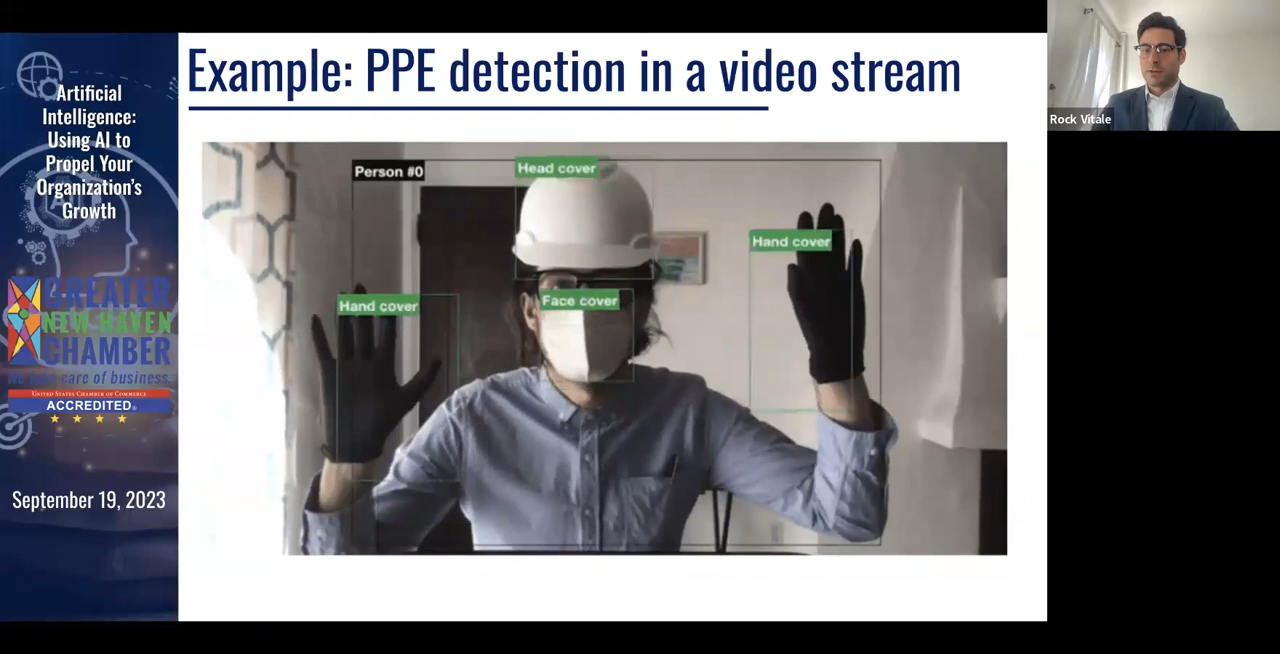 Example: PPE detection in a video stream
Rock Vitale
Artificial
Intelligence:
Using AI to
Propel Your
Organization's
Growth
GREATER
NEW HAVEN
CHAMBER
We take care of business.
UNITED STATES CHAMBER OF COMMERCE
ACCREDITED
September 19, 2023
Person #0
Head cover
Hand cover
Hand cover
Face cover